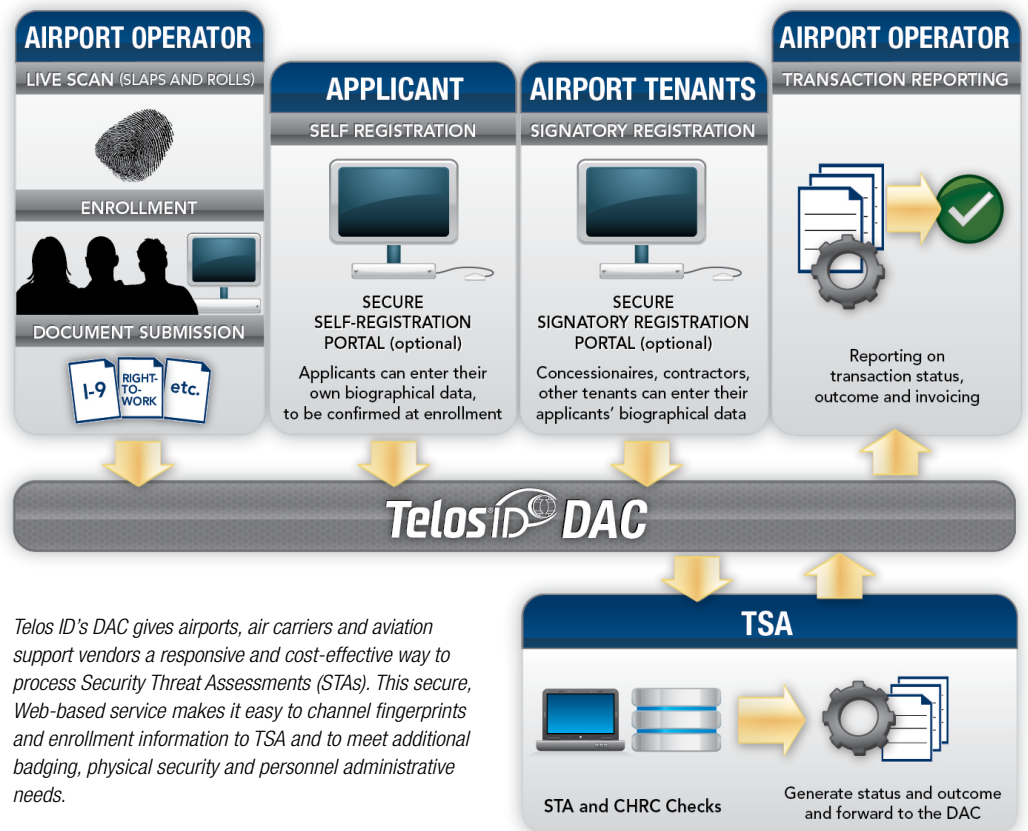 AIRPORT OPERATOR
LIVE SCAN (SLAPS AND ROLLS)
ENROLLMENT
DOCUMENT SUBMISSION
I-9
RIGHT-
TO-
WORK
etc.
APPLICANT
SELF REGISTRATION
SECURE
SELF-REGISTRATION
PORTAL (optional)
Applicants can enter their
own biographical data,
to be confirmed at enrollment
AIRPORT TENANTS
SIGNATORY REGISTRATION
SECURE
SIGNATORY REGISTRATION
PORTAL (optional)
Concessionaires, contractors,
other tenants can enter their
applicants' biographical data
AIRPORT OPERATOR
TRANSACTION REPORTING
Reporting on
transaction status,
outcome and invoicing
Telos ID DAC
Telos ID's DAC gives airports, air carriers and aviation
support vendors a responsive and cost-effective way to
process Security Threat Assessments (STAs). This secure,
Web-based service makes it easy to channel fingerprints
and enrollment information to TSA and to meet additional
badging, physical security and personnel administrative
needs.
TSA
STA and CHRC Checks
Generate status and outcome
and forward to the DAC